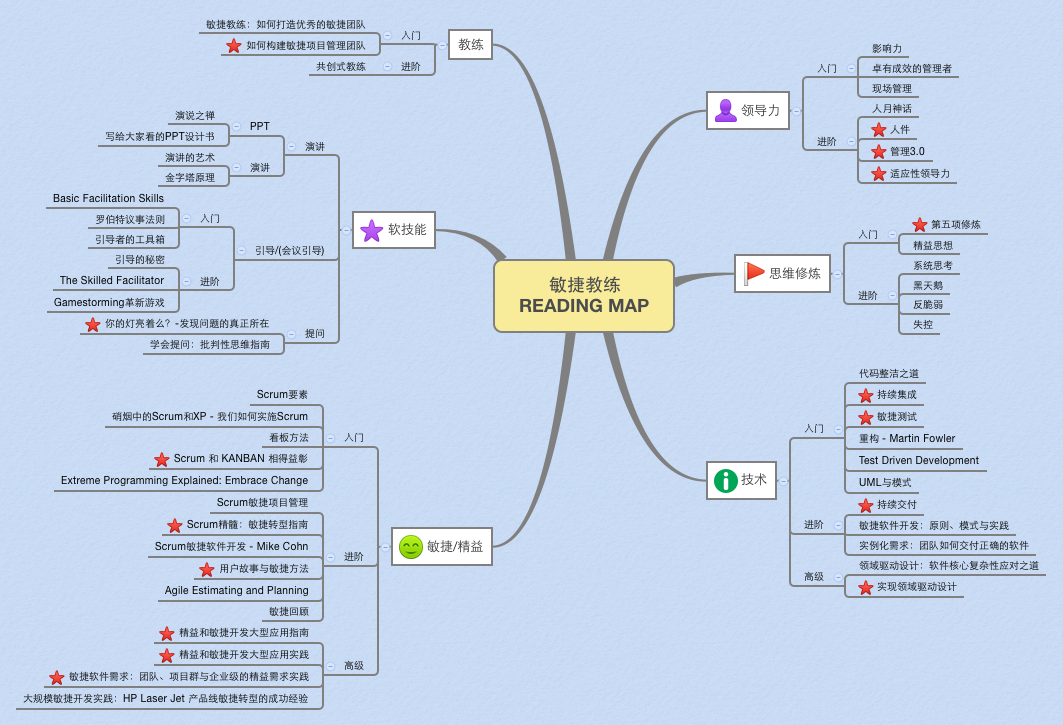 敏捷教练
READING MAP
教练
入门
敏捷教练：如何打造优秀的敏捷团队
如何构建敏捷项目管理团队
进阶
共创式教练
软技能
演讲
PPT
演说之禅
写给大家看的PPT设计书
演讲
演讲的艺术
金字塔原理
引导/(会议引导)
入门
Basic Facilitation Skills
罗伯特议事法则
引导者的工具箱
进阶
引导的秘密
The Skilled Facilitator
Gamestorming革新游戏
提问
你的灯亮着么？-发现问题的真正所在
学会提问：批判性思维指南
敏捷/精益
入门
Scrum要素
硝烟中的Scrum和XP - 我们如何实施Scrum
看板方法
Scrum 和 KANBAN 相得益彰
Extreme Programming Explained: Embrace Change
进阶
Scrum敏捷项目管理
Scrum精髓：敏捷转型指南
Scrum敏捷软件开发 - Mike Cohn
用户故事与敏捷方法
Agile Estimating and Planning
敏捷回顾
高级
精益和敏捷开发大型应用指南
精益和敏捷开发大型应用实践
敏捷软件需求：团队、项目群与企业级的精益需求实践
大规模敏捷开发实践：HP Laser Jet 产品线敏捷转型的成功经验
领导力
入门
影响力
卓有成效的管理者
现场管理
进阶
人月神话
人件
管理3.0
适应性领导力
思维修炼
入门
第五项修炼
精益思想
进阶
系统思考
黑天鹅
反脆弱
失控
技术
入门
代码整洁之道
持续集成
敏捷测试
重构 - Martin Fowler
Test Driven Development
UML与模式
进阶
持续交付
敏捷软件开发：原则、模式与实践
实例化需求：团队如何交付正确的软件
高级
领域驱动设计：软件核心复杂性应对之道
实现领域驱动设计